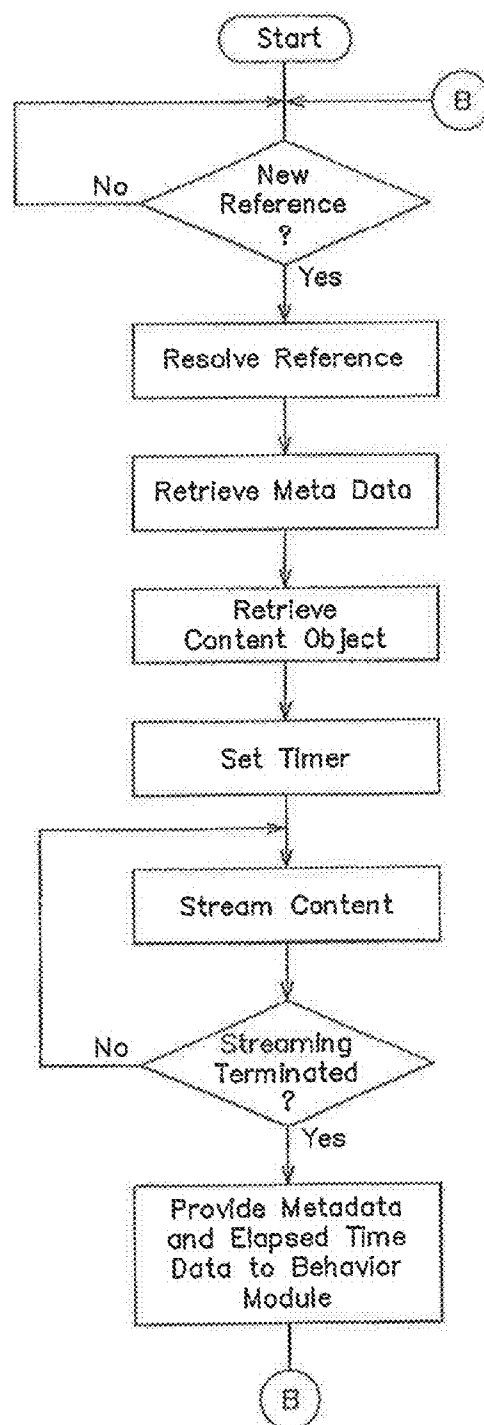 Start
B
New
Reference
?
No
Yes
Resolve Reference
Retrieve Meta Data
Retrieve
Content Object
Set Timer
Stream Content
Streaming
Terminated
?
No
Yes
Provide Metadata
and Elapsed Time
Data to Behavior
Module
B